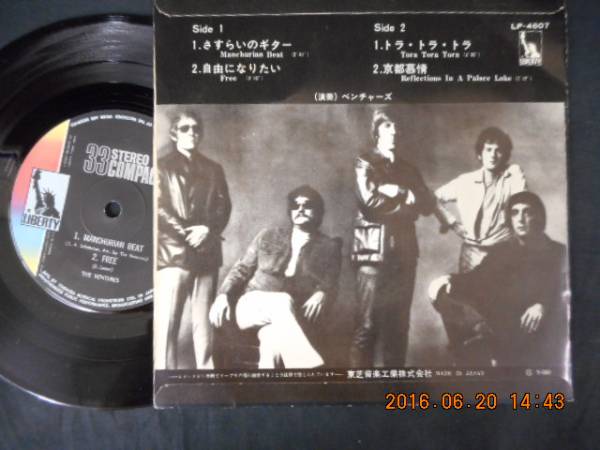 Side 1
1.さすらいのギター
Manchurian Beat
2.自由になりたい
Free
Side 2
1.トラ・トラ・トラ
Tora Tora Tora
2.京都慕情
Reflections In A Palace Lake
LP-4607
LIBERTY
(演奏) ベンチャーズ
33 STEREO
COMPAC
LIBERTY
1. MANCHURIAN BEAT
2. FREE
THE VENTURES
東芝音楽工業株式会社 MADE IN JAPAN
2016.06.20 14:43